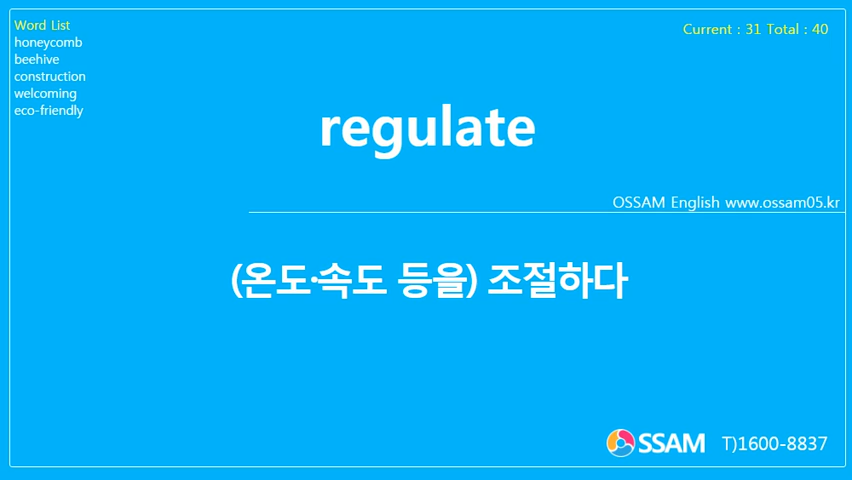 Word List
honeycomb
beehive
construction
welcoming
eco-friendly
Current : 31 Total : 40
regulate
OSSAM English www.ossam05.kr
(온도·속도 등을) 조절하다
OSSAM T)1600-8837